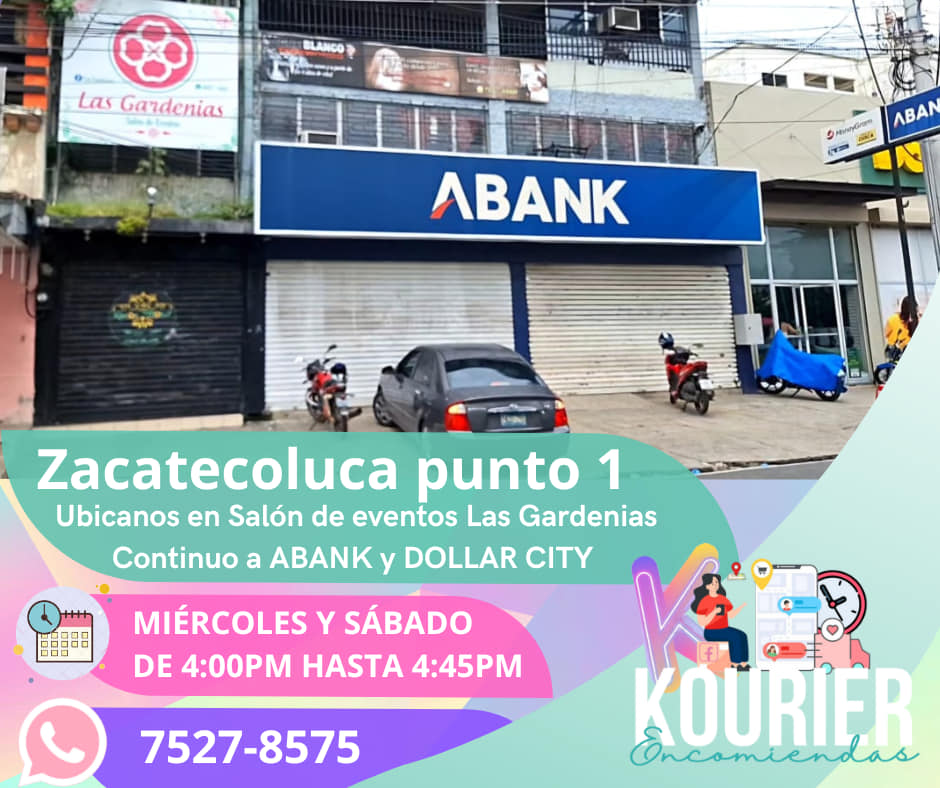 Las Gardenias
Salón de Eventos
BLANCO
ABANK
MoneyGram
ABANK
Zacatecoluca punto 1
Ubicanos en Salón de eventos Las Gardenias
Continuo a ABANK y DOLLAR CITY
MIÉRCOLES Y SÁBADO
DE 4:00PM HASTA 4:45PM
7527-8575
K
KOURIER
Encomiendas